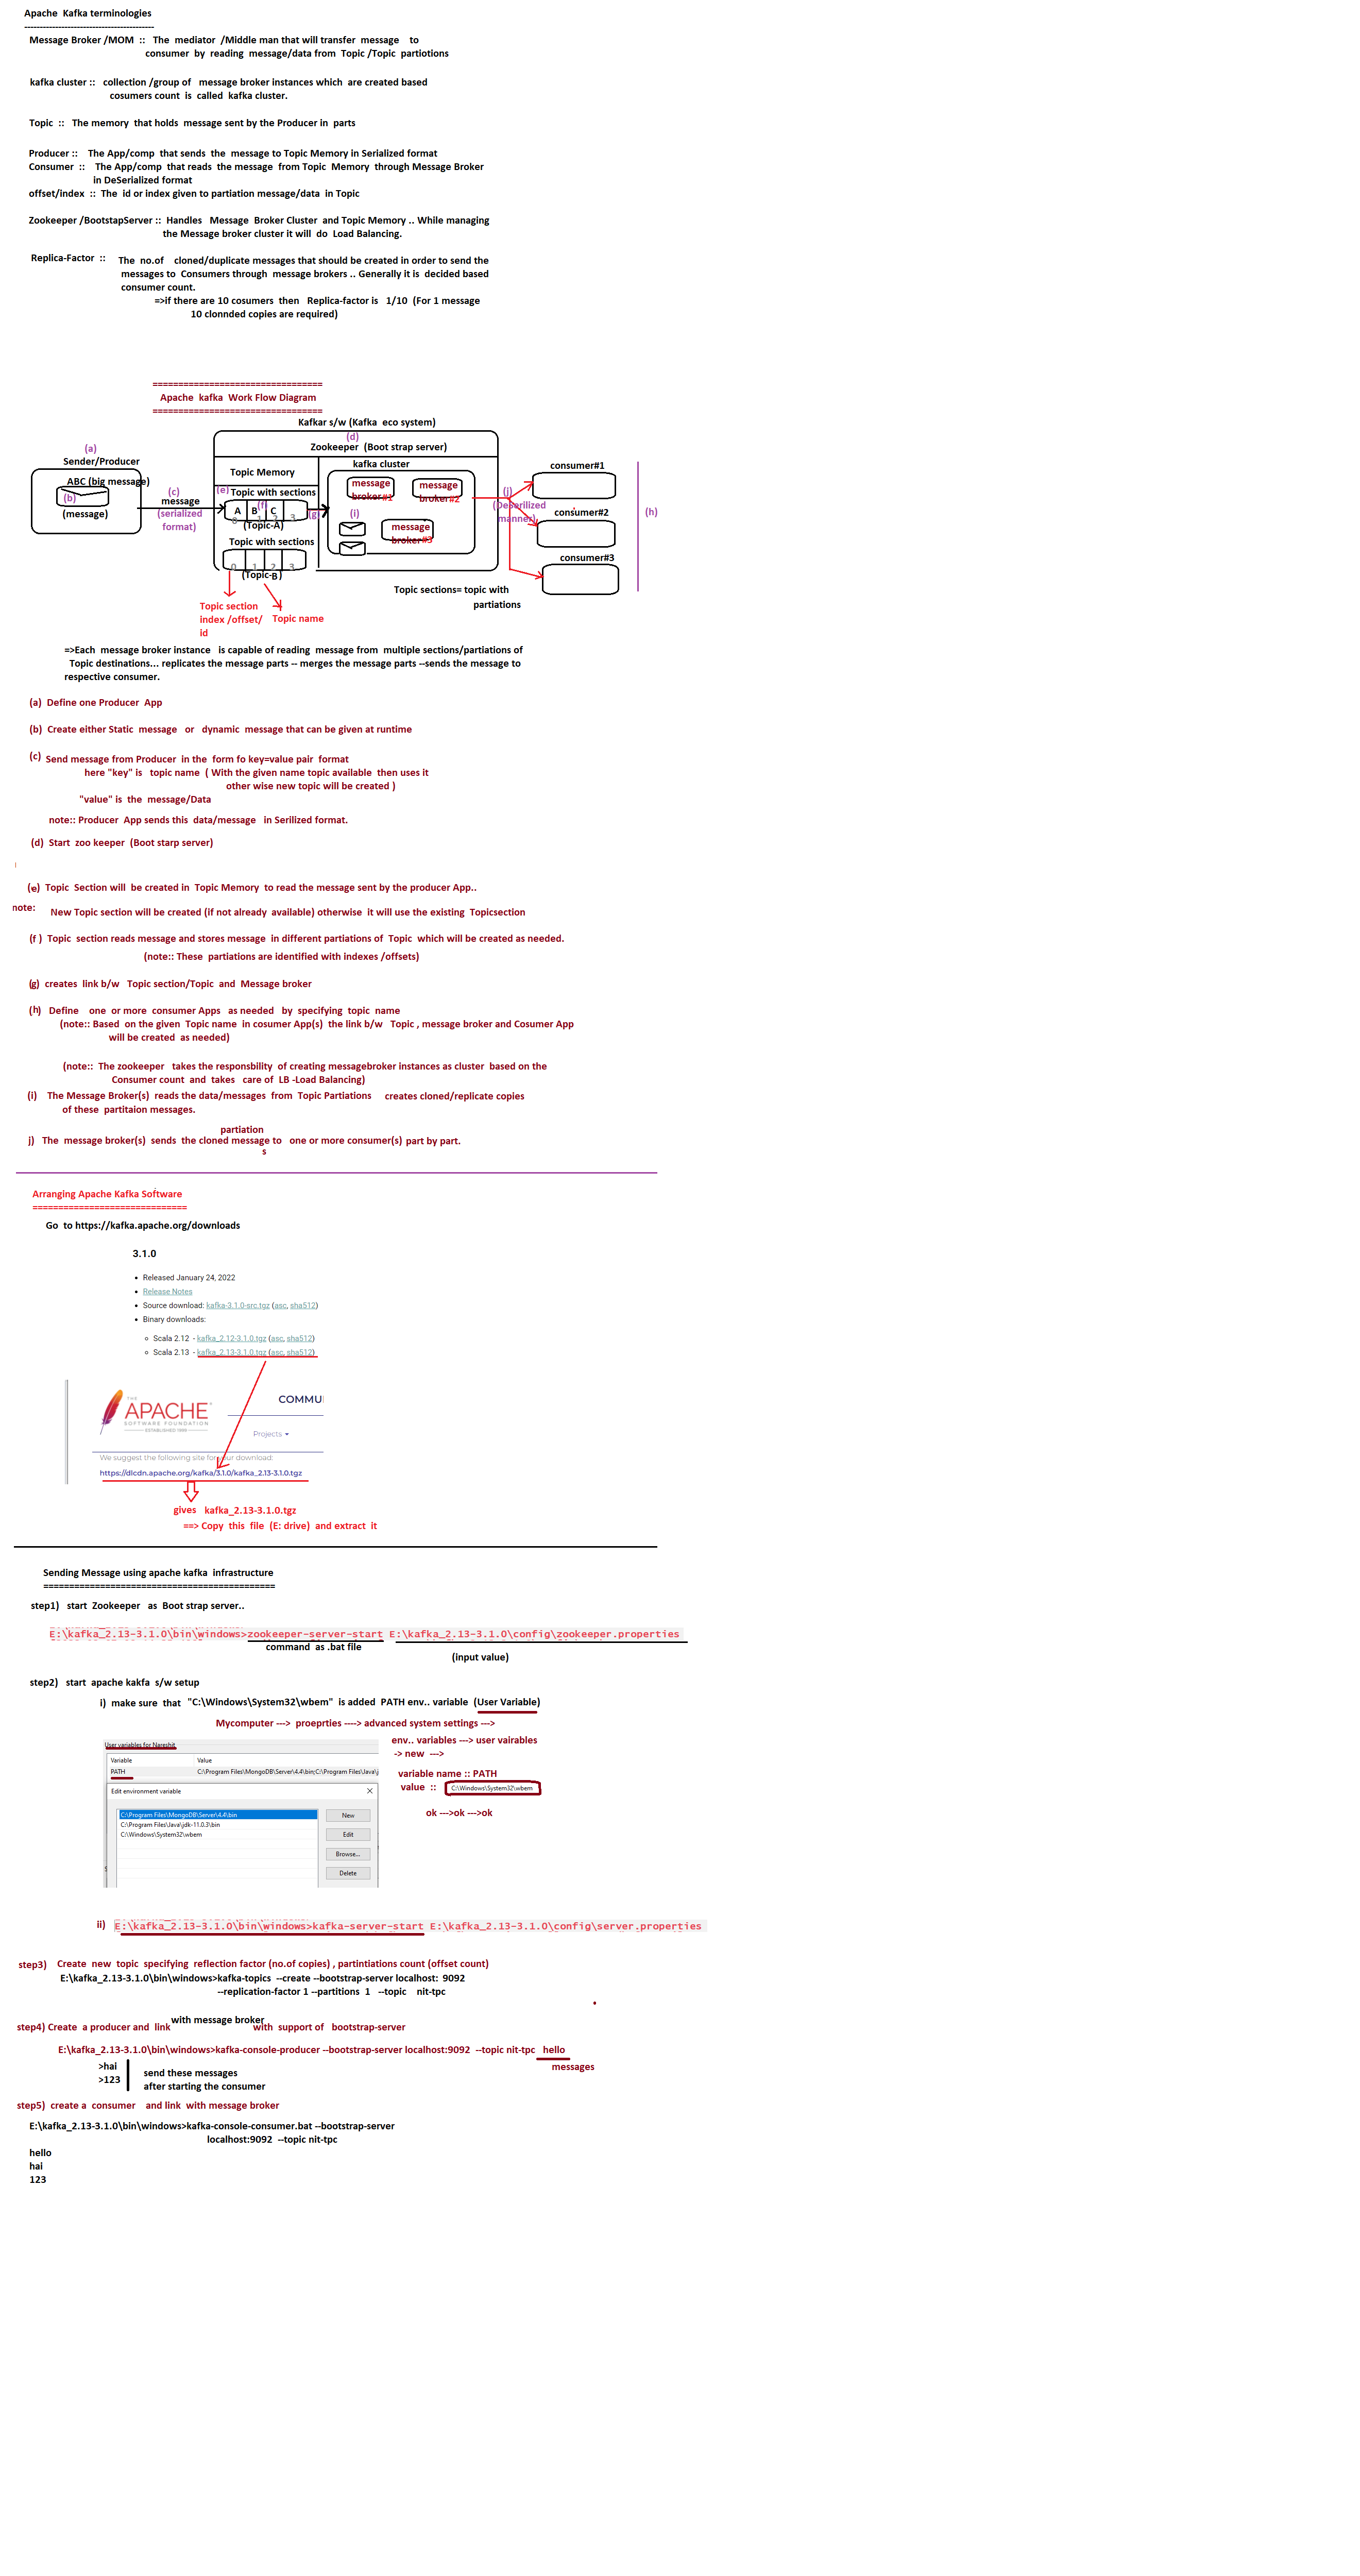 Apache Kafka terminologies
------------------------------------------
Message Broker /MOM :: The mediator /Middle man that will transfer message to
consumer by reading message/data from Topic /Topic partiotions
kafka cluster :: collection /group of message broker instances which are created based
cosumers count is called kafka cluster.
Topic :: The memory that holds message sent by the Producer in parts
Producer :: The App/comp that sends the message to Topic Memory in Serialized format
Consumer :: The App/comp that reads the message from Topic Memory through Message Broker
in DeSerialized format
offset/index :: The id or index given to partiation message/data in Topic
Zookeeper /BootstapServer :: Handles Message Broker Cluster and Topic Memory .. While managing
the Message broker cluster it will do Load Balancing.
Replica-Factor :: The no.of cloned/duplicate messages that should be created in order to send the
messages to Consumers through message brokers .. Generally it is decided based
consumer count.
=>if there are 10 cosumers then Replica-factor is 1/10 (For 1 message
10 clonnded copies are required)
=================================
Apache kafka Work Flow Diagram
=================================
Kafkar s/w (Kafka eco system)
(a)
Sender/Producer
ABC (big message)
(b)
(message)
(c)
message
(serialized
format)
(d)
Zookeeper (Boot strap server)
Topic Memory
kafka cluster
(e) Topic with sections
A B C
(f)
0 1 2 3
(g)
(Topic-A)
Topic with sections
0 1 2 3
(Topic-B)
message
broker#1
message
broker#2
(i)
message
broker#3
(j)
(Deserilized
manner)
consumer#1
consumer#2
consumer#3
(h)
Topic sections= topic with
partiations
Topic section
index /offset/
id
Topic name
=>Each message broker instance is capable of reading message from multiple sections/partiations of
Topic destinations... replicates the message parts -- merges the message parts --sends the message to
respective consumer.
(a) Define one Producer App
(b) Create either Static message or dynamic message that can be given at runtime
(c) Send message from Producer in the form fo key=value pair format
here "key" is topic name ( With the given name topic available then uses it
other wise new topic will be created )
"value" is the message/Data
note:: Producer App sends this data/message in Serilized format.
(d) Start zoo keeper (Boot starp server)
(e) Topic Section will be created in Topic Memory to read the message sent by the producer App..
note: New Topic section will be created (if not already available) otherwise it will use the existing Topicsection
(f ) Topic section reads message and stores message in different partiations of Topic which will be created as needed.
(note:: These partiations are identified with indexes /offsets)
(g) creates link b/w Topic section/Topic and Message broker
(h) Define one or more consumer Apps as needed by specifying topic name
(note:: Based on the given Topic name in cosumer App(s) the link b/w Topic , message broker and Cosumer App
will be created as needed)
(note:: The zookeeper takes the responsbility of creating messagebroker instances as cluster based on the
Consumer count and takes care of LB -Load Balancing)
(i) The Message Broker(s) reads the data/messages from Topic Partiations creates cloned/replicate copies
of these partitaion messages.
partiation
j) The message broker(s) sends the cloned message to one or more consumer(s) part by part.
s
Arranging Apache Kafka Software
==============================
Go to https://kafka.apache.org/downloads
3.1.0
• Released January 24, 2022
• Release Notes
• Source download: kafka-3.1.0-src.tgz (asc, sha512)
• Binary downloads:
Scala 2.12 - kafka_2.12-3.1.0.tgz (asc, sha512)
Scala 2.13 - kafka_2.13-3.1.0.tgz (asc, sha512)
THE
APACHE
SOFTWARE FOUNDATION
ESTABLISHED 1999
COMMU
Projects
We suggest the following site for your download:
https://dlcdn.apache.org/kafka/3.1.0/kafka_2.13-3.1.0.tgz
gives kafka_2.13-3.1.0.tgz
==> Copy this file (E: drive) and extract it
Sending Message using apache kafka infrastructure
=============================================
step1) start Zookeeper as Boot strap server..
E:\kafka_2.13-3.1.0\bin\windows>zookeeper-server-start E:\kafka_2.13-3.1.0\config\zookeeper.properties
command as .bat file
(input value)
step2) start apache kakfa s/w setup
i) make sure that "C:\Windows\System32\wbem" is added PATH env.. variable (User Variable)
Mycomputer ---> proeprties ----> advanced system settings --->
env.. variables ---> user vairables
-> new --->
variable name :: PATH
value :: C:\Windows\System32\wbem
ok --->ok --->ok
User variables for Nareshit
Variable Value
PATH C:\Program Files\MongoDB\Server\4.4\bin;C:\Program Files\Java\j
Edit environment variable
C:\Program Files\MongoDB\Server\4.4\bin
C:\Program Files\Java\jdk-11.0.3\bin
C:\Windows\System32\wbem
New
Edit
Browse...
Delete
ii) E:\kafka_2.13-3.1.0\bin\windows>kafka-server-start E:\kafka_2.13-3.1.0\config\server.properties
step3) Create new topic specifying reflection factor (no.of copies) , partintiations count (offset count)
E:\kafka_2.13-3.1.0\bin\windows>kafka-topics --create --bootstrap-server localhost: 9092
--replication-factor 1 --partitions 1 --topic nit-tpc
with message broker
step4) Create a producer and link with support of bootstrap-server
E:\kafka_2.13-3.1.0\bin\windows>kafka-console-producer --bootstrap-server localhost:9092 --topic nit-tpc hello
messages
>hai
>123
send these messages
after starting the consumer
step5) create a consumer and link with message broker
E:\kafka_2.13-3.1.0\bin\windows>kafka-console-consumer.bat --bootstrap-server
localhost:9092 --topic nit-tpc
hello
hai
123